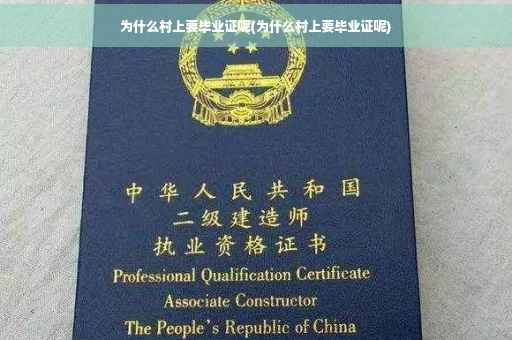 为什么村上要毕业证呢(为什么村上要毕业证呢)
中华人民共和国
二级建造师
执业资格证书
Professional Qualification Certificate
Associate Constructor
The People's Republic of China